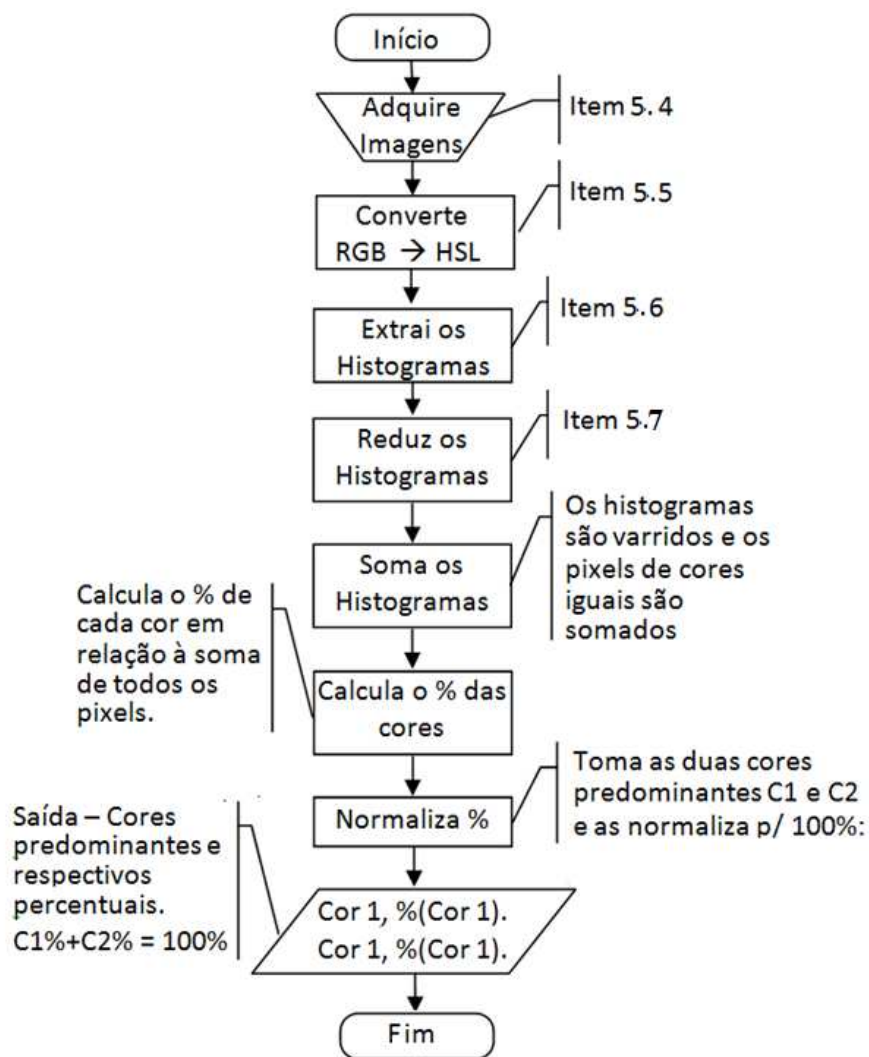 Início
Adquire
Imagens
Item 5.4
Converte
RGB → HSL
Item 5.5
Extrai os
Histogramas
Item 5.6
Reduz os
Histogramas
Item 5.7
Soma os
Histogramas
Os histogramas
são varridos e os
pixels de cores
iguais são
somados
Calcula o % de
cada cor em
relação à soma
de todos os
pixels.
Calcula o % das
cores
Normaliza %
Toma as duas cores
predominantes C1 e C2
e as normaliza p/ 100%:
Saída – Cores
predominantes e
respectivos
percentuais.
C1%+C2% = 100%
Cor 1, %(Cor 1).
Cor 1, %(Cor 1).
Fim